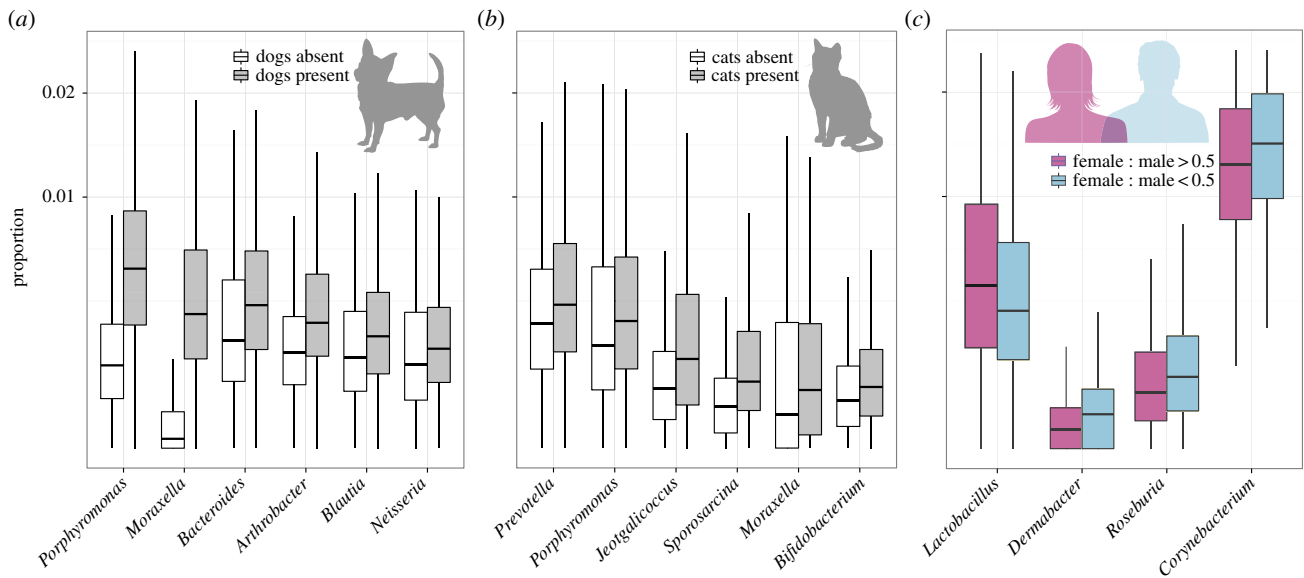 (a)
(b)
(c)
dogs absent
dogs present
cats absent
cats present
female : male > 0.5
female : male < 0.5
0.02
0.01
proportion
Porphyromonas
Moraxella
Bacteroides
Arthrobacter
Blautia
Neisseria
Prevotella
Porphyromonas
Jeotgalicoccus
Sporosarcina
Moraxella
Bifidobacterium
Lactobacillus
Dermabacter
Roseburia
Corynebacterium